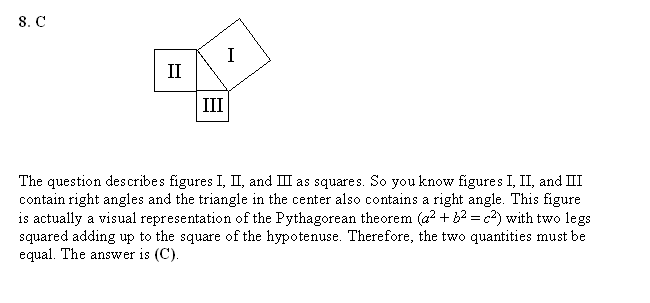 8. C
I
II
III
The question describes figures I, II, and III as squares. So you know figures I, II, and III
contain right angles and the triangle in the center also contains a right angle. This figure
is actually a visual representation of the Pythagorean theorem (a² + b² = c²) with two legs
squared adding up to the square of the hypotenuse. Therefore, the two quantities must be
equal. The answer is (C).